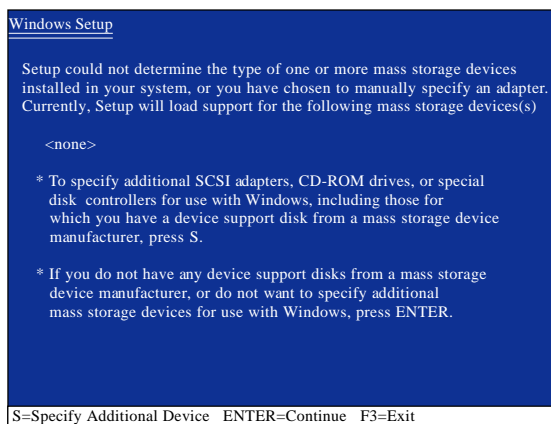 Windows Setup
Setup could not determine the type of one or more mass storage devices
installed in your system, or you have chosen to manually specify an adapter.
Currently, Setup will load support for the following mass storage devices(s)
<none>
* To specify additional SCSI adapters, CD-ROM drives, or special
disk controllers for use with Windows, including those for
which you have a device support disk from a mass storage device
manufacturer, press S.
* If you do not have any device support disks from a mass storage
device manufacturer, or do not want to specify additional
mass storage devices for use with Windows, press ENTER.
S=Specify Additional Device ENTER=Continue F3=Exit